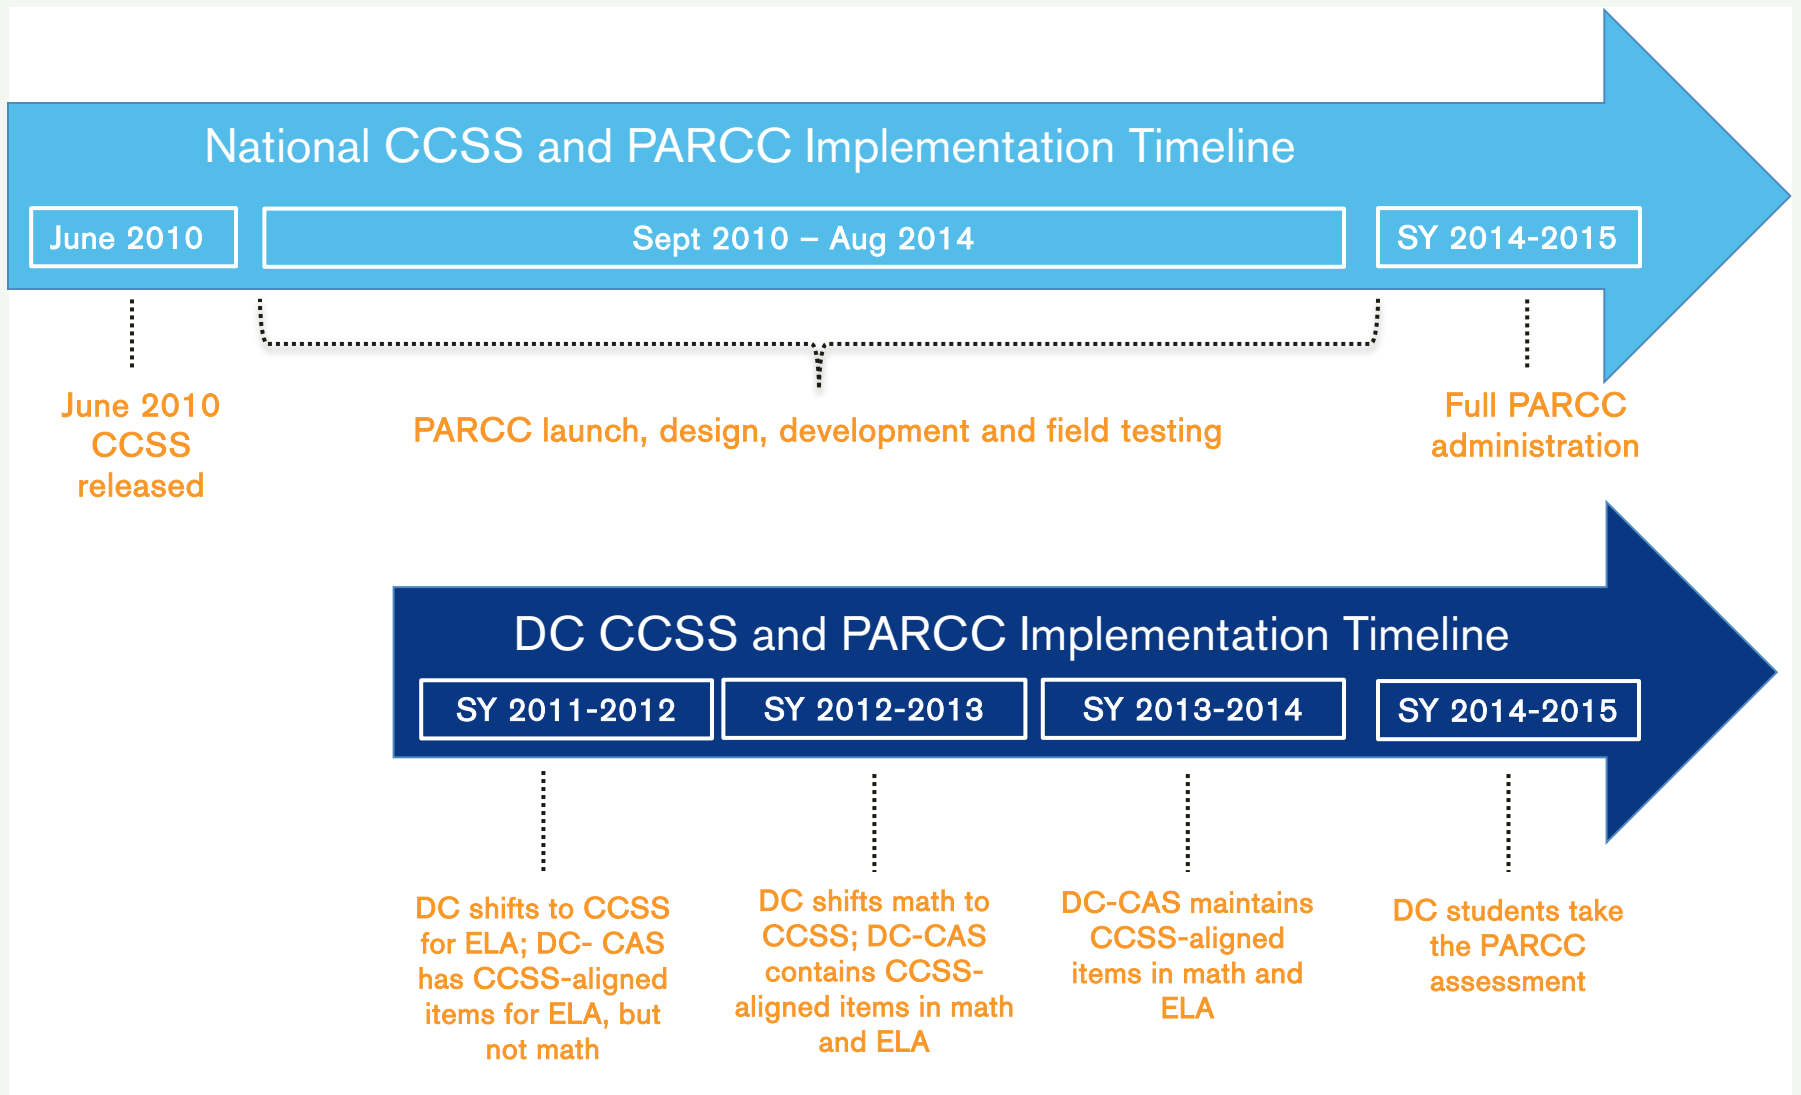 National CCSS and PARCC Implementation Timeline
June 2010
Sept 2010 – Aug 2014
SY 2014-2015
June 2010
CCSS
released
PARCC launch, design, development and field testing
Full PARCC
administration
DC CCSS and PARCC Implementation Timeline
SY 2011-2012
SY 2012-2013
SY 2013-2014
SY 2014-2015
DC shifts to CCSS
for ELA; DC- CAS
has CCSS-aligned
items for ELA, but
not math
DC shifts math to
CCSS; DC-CAS
contains CCSS-
aligned items in math
and ELA
DC-CAS maintains
CCSS-aligned
items in math and
ELA
DC students take
the PARCC
assessment